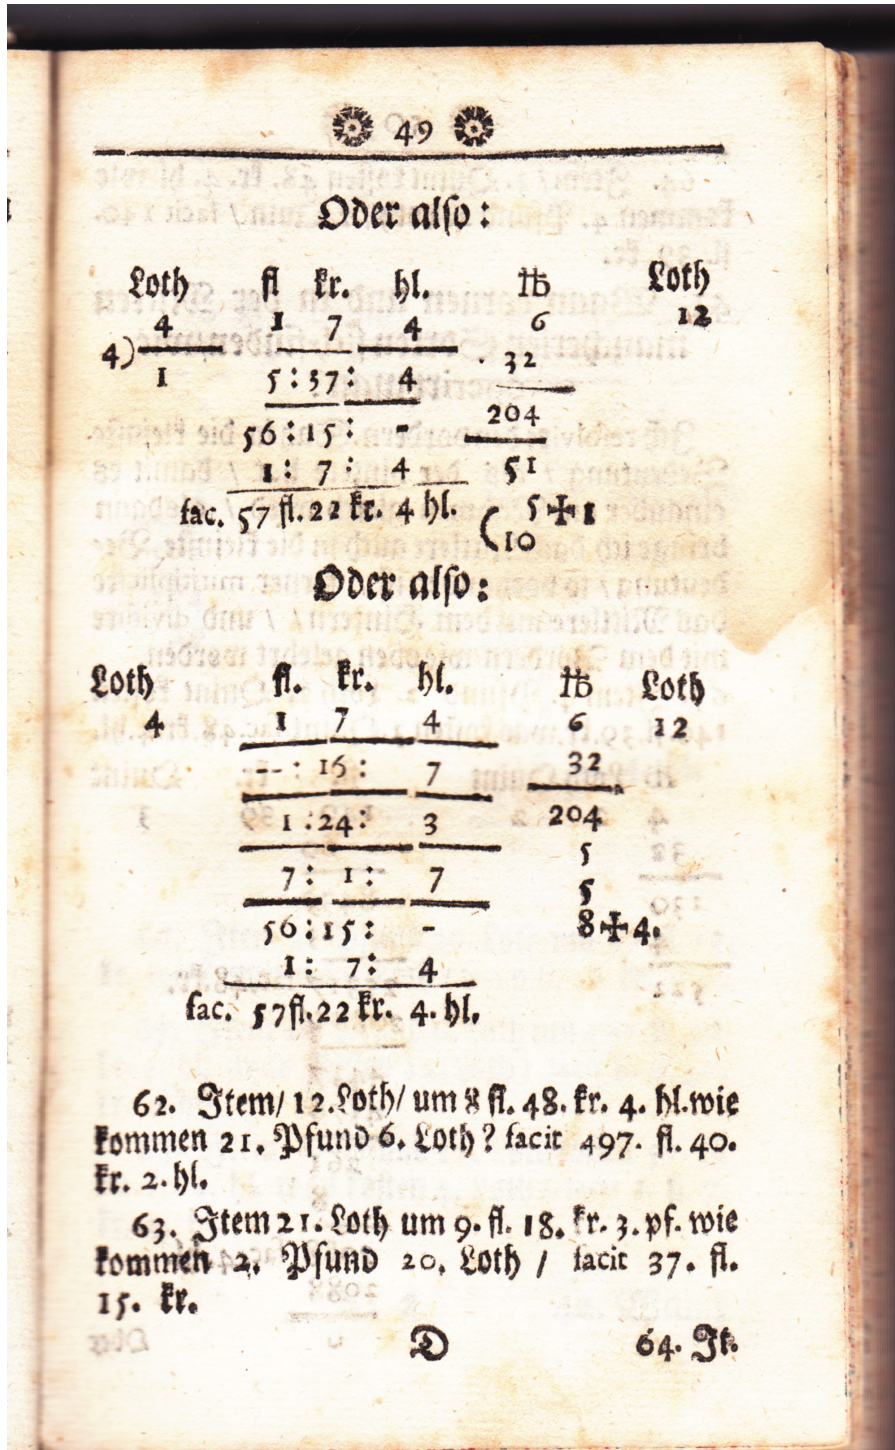 49
Oder also:
Loth fl kr. hl. ℔ Loth
4 1 7 4 6 12
4) 32
1 5:37: 4
204
56:15: -
1: 7: 4 51
fac. 57 fl. 22 kr. 4 hl. 5✠1
(10
Oder also:
Loth fl. kr. hl. ℔ Loth
4 1 7 4 6 12
--: 16: 7 32
1:24: 3 204
5
7: 1: 7 5
56:15: - 8✠4.
1: 7: 4
fac. 57fl.22 kr. 4. hl.
62. Item/ 12.Loth/ um 8 fl. 48. kr. 4. hl.wie
kommen 21. Pfund 6. Loth? facit 497. fl. 40.
kr. 2. hl.
63. Item 21. Loth um 9. fl. 18. kr. 3. pf. wie
kommen 2. Pfund 20. Loth / facit 37. fl.
15. kr.
D 64. It.